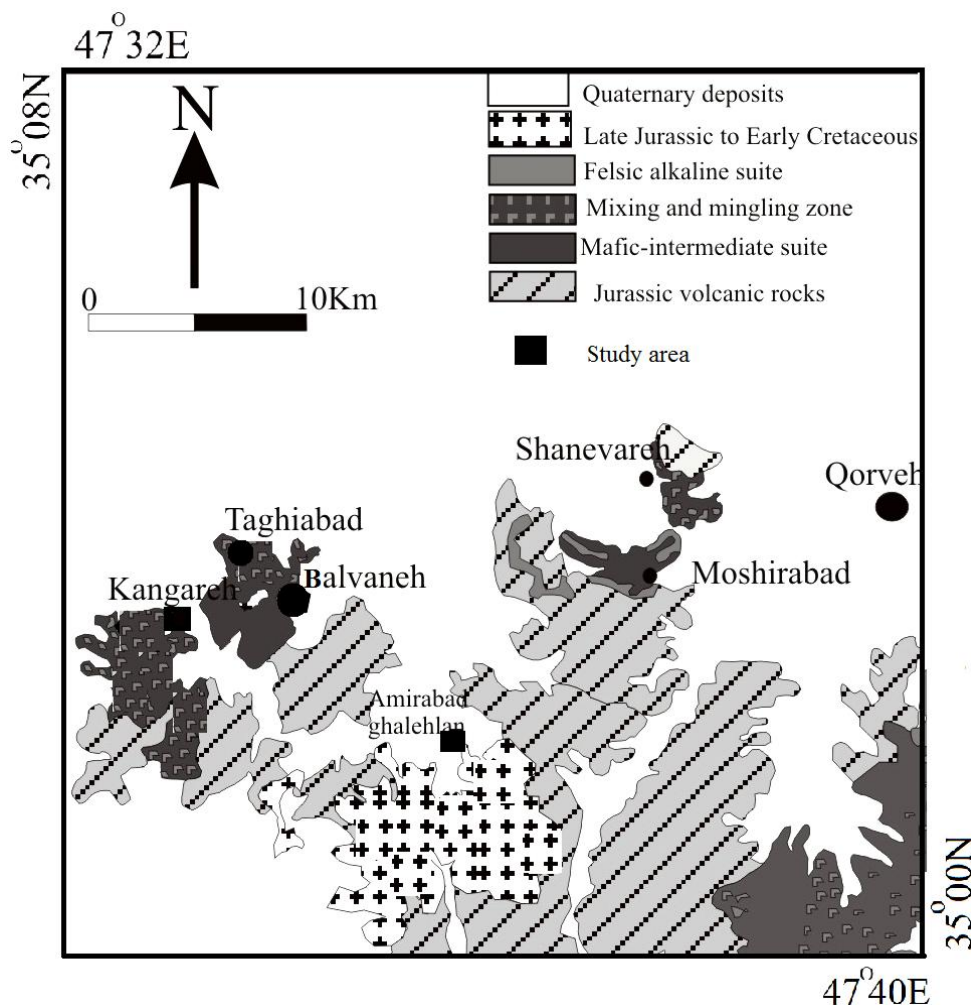 47°32E
35°08N
N
0 10Km
Quaternary deposits
Late Jurassic to Early Cretaceous
Felsic alkaline suite
Mixing and mingling zone
Mafic-intermediate suite
Jurassic volcanic rocks
Study area
Shanevareh
Qorveh
Taghiabad
Kangareh
Balvaneh
Moshirabad
Amirabad
ghalehlan
35°00N
47°40E